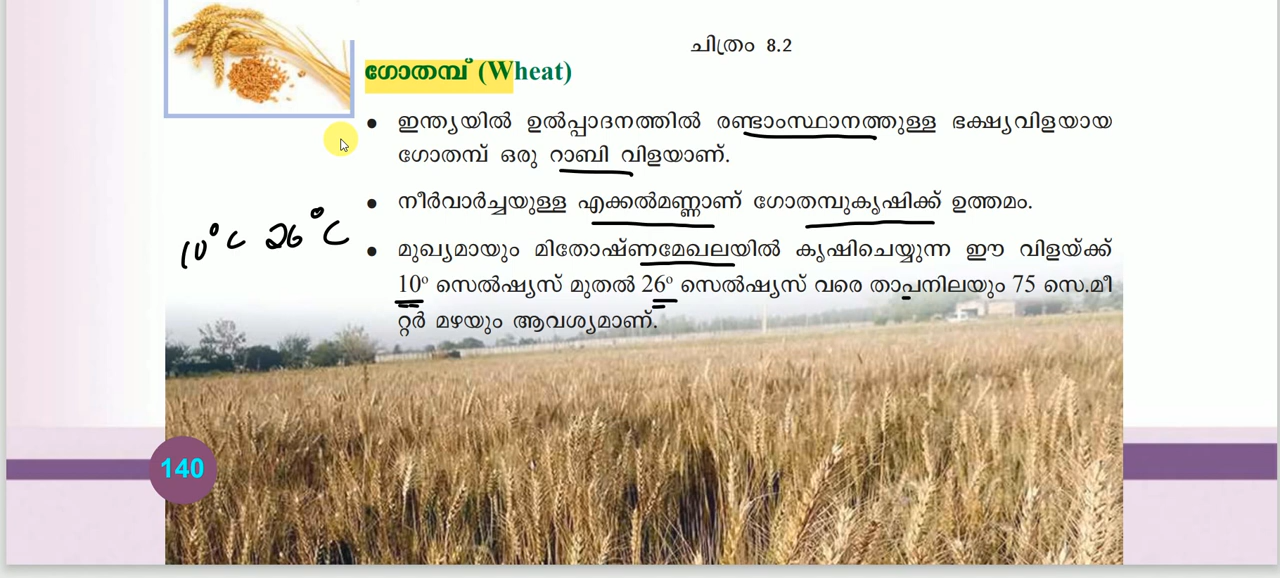 ചിത്രം 8.2
ഗോതമ്പ് (Wheat)
• ഇന്ത്യയിൽ ഉൽപ്പാദനത്തിൽ രണ്ടാംസ്ഥാനത്തുള്ള ഭക്ഷ്യവിളയായ
ഗോതമ്പ് ഒരു റാബി വിളയാണ്.
• നീർവാർച്ചയുള്ള എക്കൽമണ്ണാണ് ഗോതമ്പുകൃഷിക്ക് ഉത്തമം.
10°C 26°C
• മുഖ്യമായും മിതോഷ്ണമേഖലയിൽ കൃഷിചെയ്യുന്ന ഈ വിളയ്ക്ക്
10° സെൽഷ്യസ് മുതൽ 26° സെൽഷ്യസ് വരെ താപനിലയും 75 സെ.മീ
റ്റർ മഴയും ആവശ്യമാണ്.
140